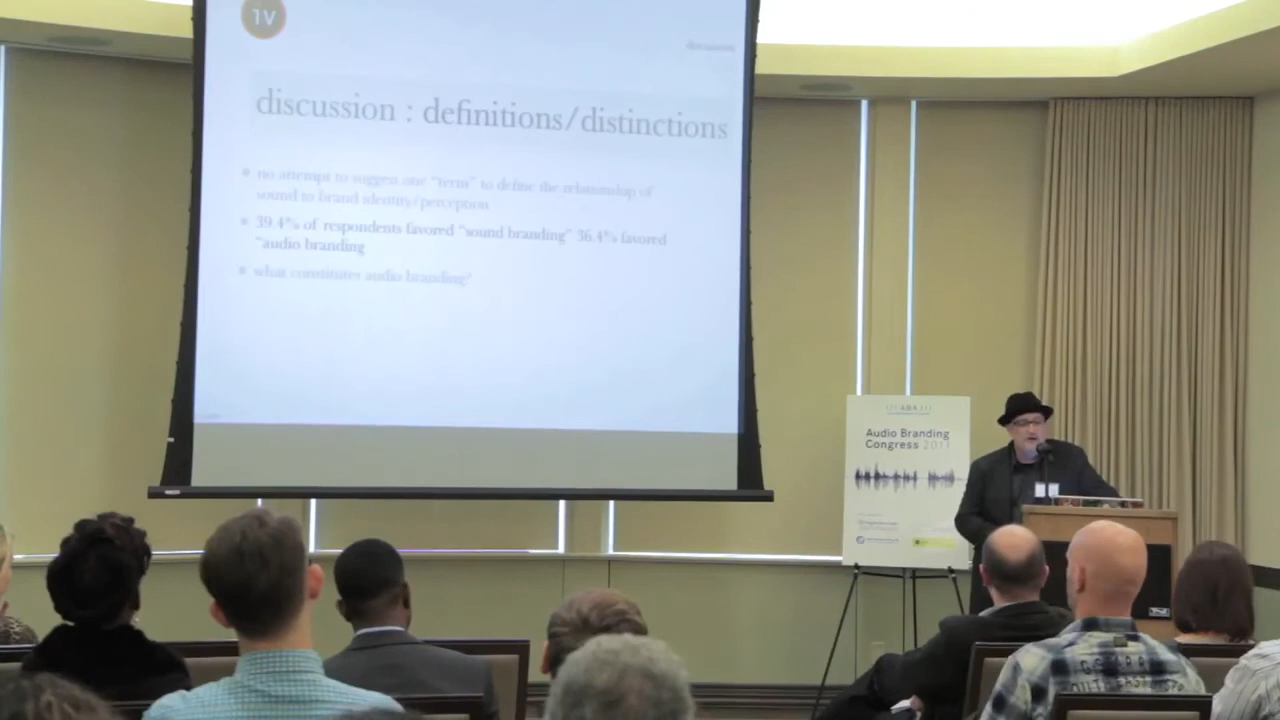 1V
discussion
discussion : definitions/distinctions
no attempt to suggest one "term" to define the relationship of
sound to brand identity/perception
39.4% of respondents favored "sound branding" 36.4% favored
"audio branding
what constitutes audio branding?
ABA
Audio Branding
Congress 2011